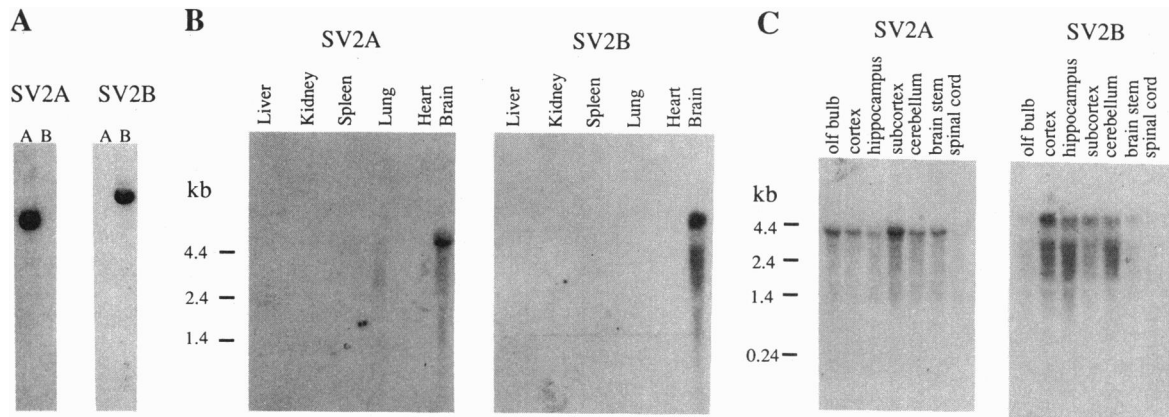 A
SV2A
SV2B
A B
A B
B
SV2A
Liver
Kidney
Spleen
Lung
Heart
Brain
SV2B
Liver
Kidney
Spleen
Lung
Heart
Brain
kb
4.4
2.4
1.4
C
SV2A
olf bulb
cortex
hippocampus
subcortex
cerebellum
brain stem
spinal cord
SV2B
olf bulb
cortex
hippocampus
subcortex
cerebellum
brain stem
spinal cord
kb
4.4
2.4
1.4
0.24